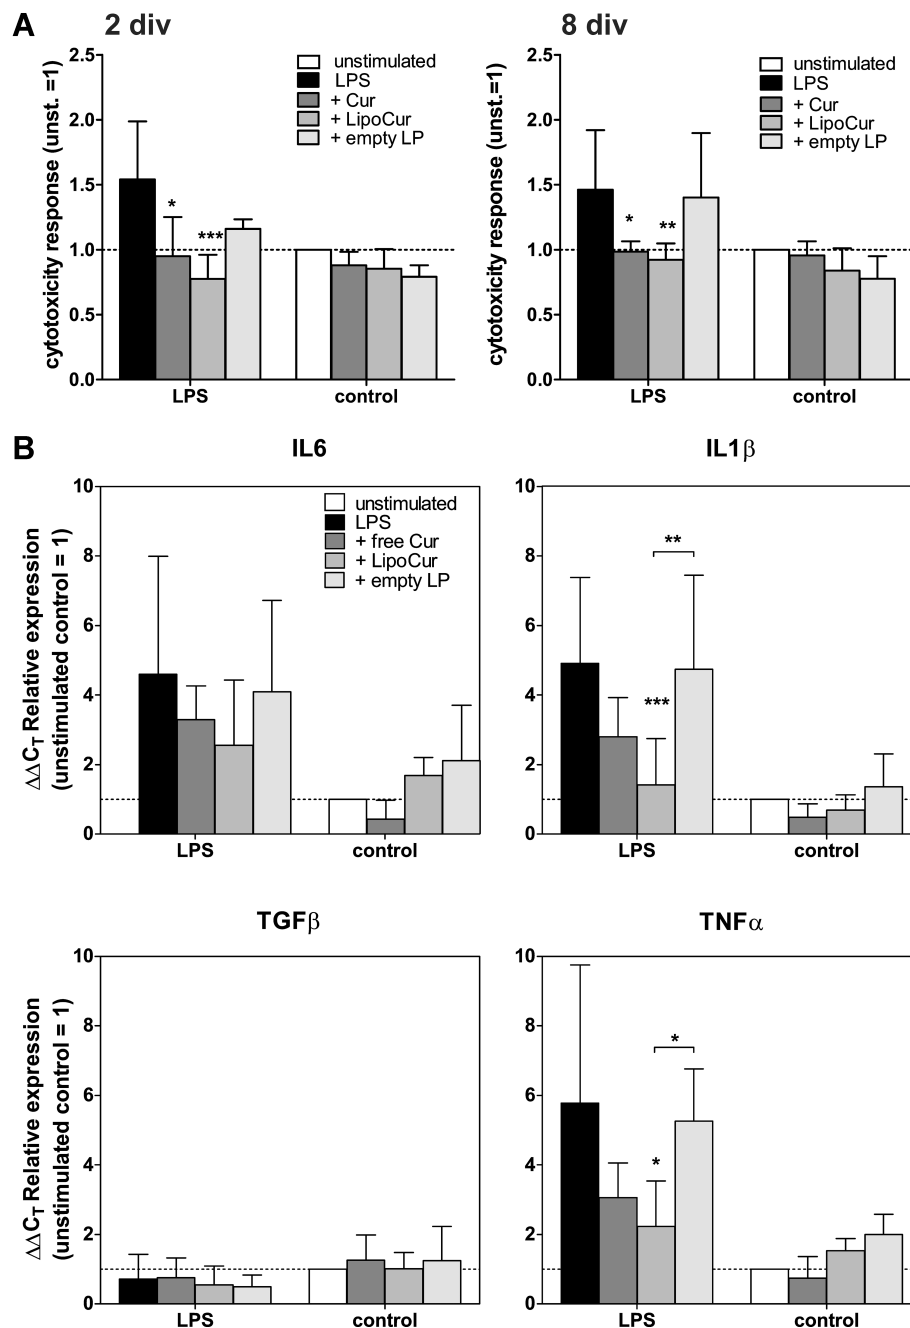 A
2 div
8 div
cytotoxicity response (unst. =1)
2.5
2.0
1.5
1.0
0.5
0.0
unstimulated
LPS
+ Cur
+ LipoCur
+ empty LP
*
***
LPS
control
cytotoxicity response (unst.=1)
2.5
2.0
1.5
1.0
0.5
0.0
unstimulated
LPS
+ Cur
+ LipoCur
+ empty LP
*
**
LPS
control
B
IL6
ΔΔCT Relative expression
(unstimulated control = 1)
10
8
6
4
2
0
unstimulated
LPS
+ free Cur
+ LipoCur
+ empty LP
LPS
control
IL1β
10
8
6
4
2
0
**
***
LPS
control
TGFβ
ΔΔCT Relative expression
(unstimulated control = 1)
10
8
6
4
2
0
LPS
control
TNFα
10
8
6
4
2
0
*
*
LPS
control